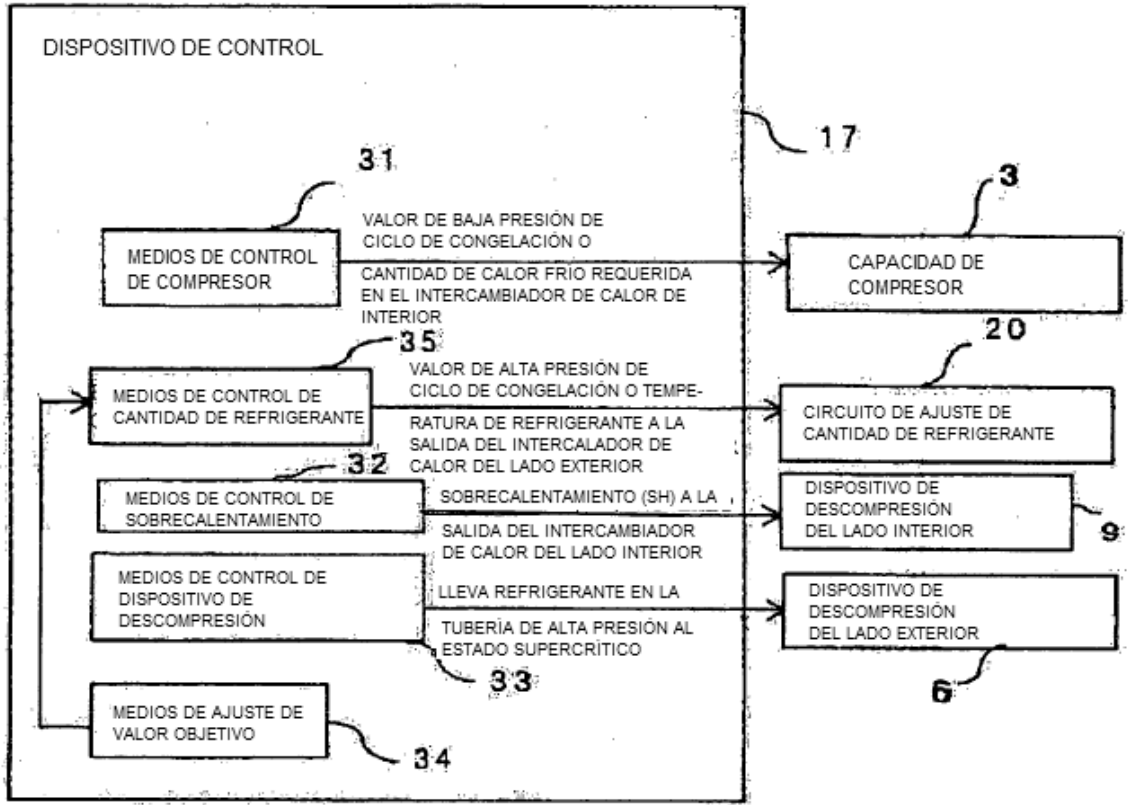 DISPOSITIVO DE CONTROL
17
31
MEDIOS DE CONTROL
DE COMPRESOR
VALOR DE BAJA PRESIÓN DE
CICLO DE CONGELACIÓN O
CANTIDAD DE CALOR FRÍO REQUERIDA
EN EL INTERCAMBIADOR DE CALOR DE
INTERIOR
3
CAPACIDAD DE
COMPRESOR
35
MEDIOS DE CONTROL DE
CANTIDAD DE REFRIGERANTE
VALOR DE ALTA PRESIÓN DE
CICLO DE CONGELACIÓN O TEMPE-
RATURA DE REFRIGERANTE A LA
SALIDA DEL INTERCALADOR DE
CALOR DEL LADO EXTERIOR
20
CIRCUITO DE AJUSTE DE
CANTIDAD DE REFRIGERANTE
32
MEDIOS DE CONTROL DE
SOBRECALENTAMIENTO
SOBRECALENTAMIENTO (SH) A LA
SALIDA DEL INTERCAMBIADOR
DE CALOR DEL LADO INTERIOR
DISPOSITIVO DE
DESCOMPRESIÓN
DEL LADO INTERIOR
9
MEDIOS DE CONTROL DE
DISPOSITIVO DE
DESCOMPRESIÓN
33
LLEVA REFRIGERANTE EN LA
TUBERÍA DE ALTA PRESIÓN AL
ESTADO SUPERCRÍTICO
DISPOSITIVO DE
DESCOMPRESIÓN
DEL LADO EXTERIOR
6
MEDIOS DE AJUSTE DE
VALOR OBJETIVO
34